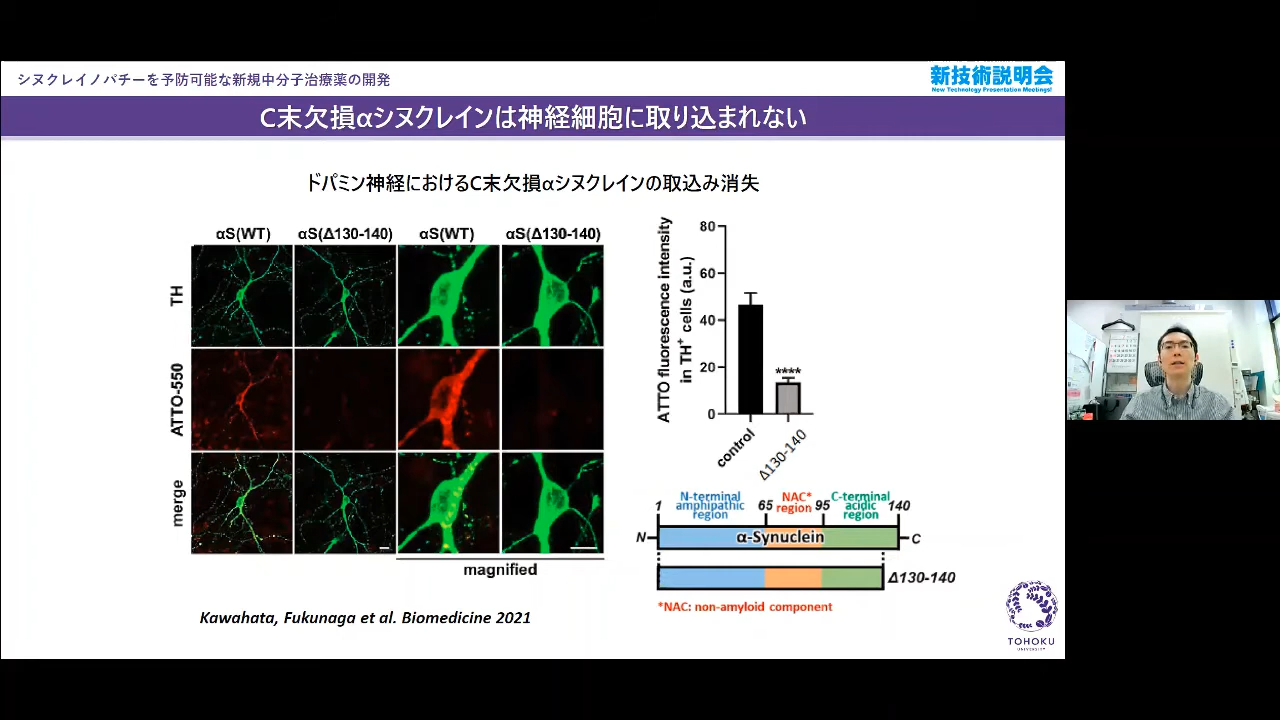 シヌクレイノパチーを予防可能な新規中分子治療薬の開発
新技術説明会
New Technology Presentation Meetings!
C末欠損αシヌクレインは神経細胞に取り込まれない
ドパミン神経におけるC末欠損αシヌクレインの取込み消失
αS(WT) αS(Δ130-140) αS(WT) αS(Δ130-140)
TH
ATTO-550
merge
magnified
Kawahata, Fukunaga et al. Biomedicine 2021
ATTO fluorescence intensity
in TH+ cells (a.u.)
80
60
40
20
0
****
control
Δ130-140
N-terminal
amphipathic
region
NAC*
region
C-terminal
acidic
region
1 65 95 140
N α-Synuclein C
Δ130-140
*NAC: non-amyloid component
TOHOKU
UNIVERSITY